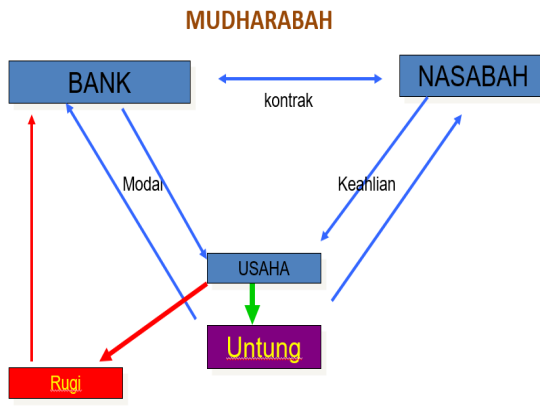 MUDHARABAH
BANK
NASABAH
kontrak
Modal
Keahlian
USAHA
Untung
Rugi